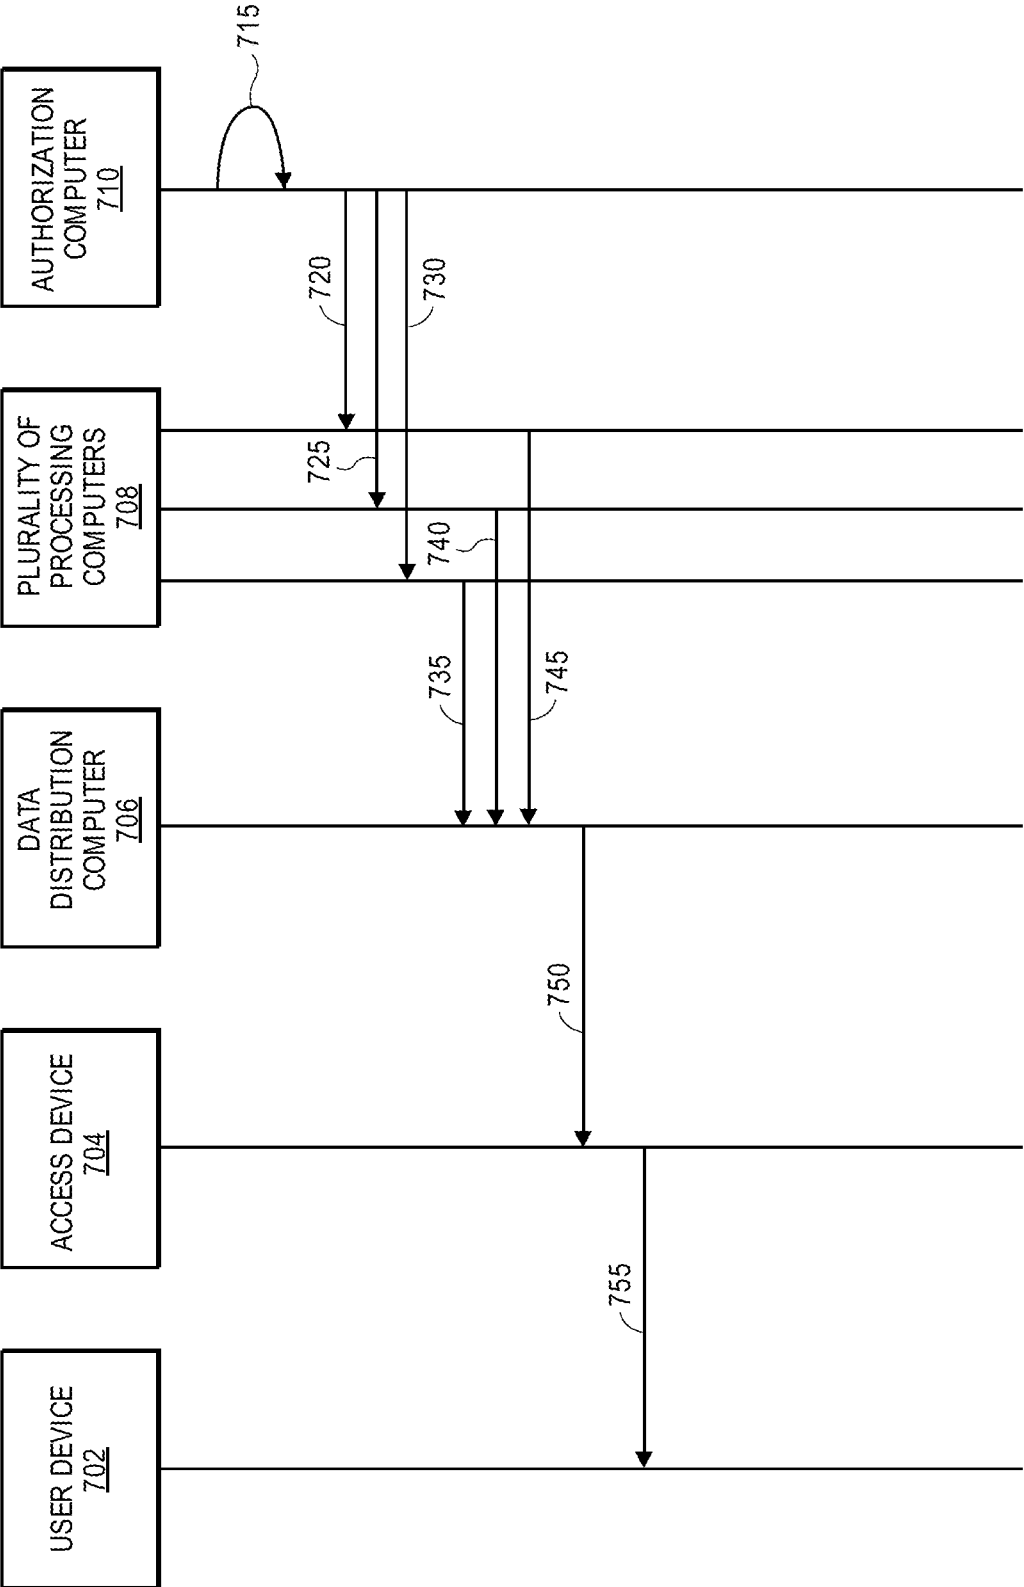 USER DEVICE
702
ACCESS DEVICE
704
DATA
DISTRIBUTION
COMPUTER
706
PLURALITY OF
PROCESSING
COMPUTERS
708
AUTHORIZATION
COMPUTER
710
715
720
725
730
735
740
745
750
755